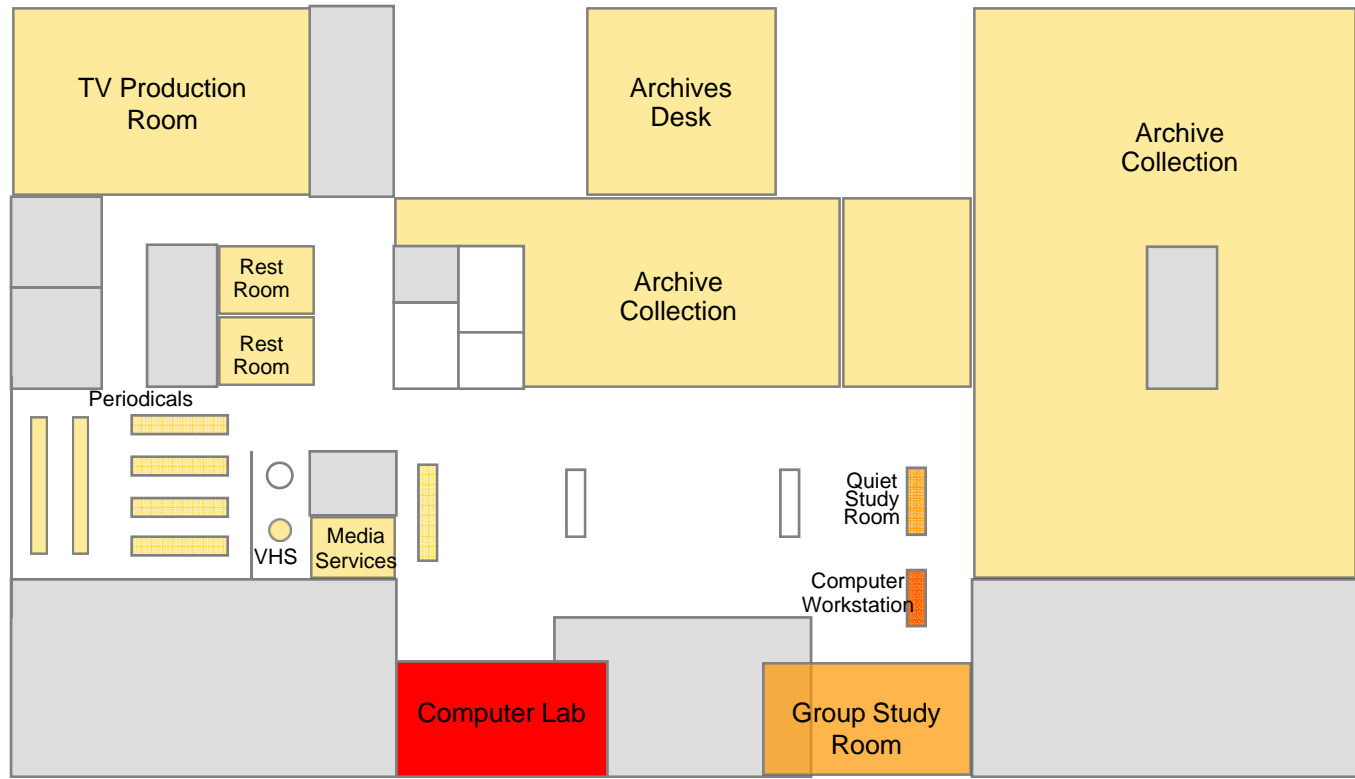 TV Production
Room
Archives
Desk
Archive
Collection
Rest
Room
Archive
Collection
Rest
Room
Periodicals
Quiet
Study
Room
VHS
Media
Services
Computer
Workstation
Computer Lab
Group Study
Room